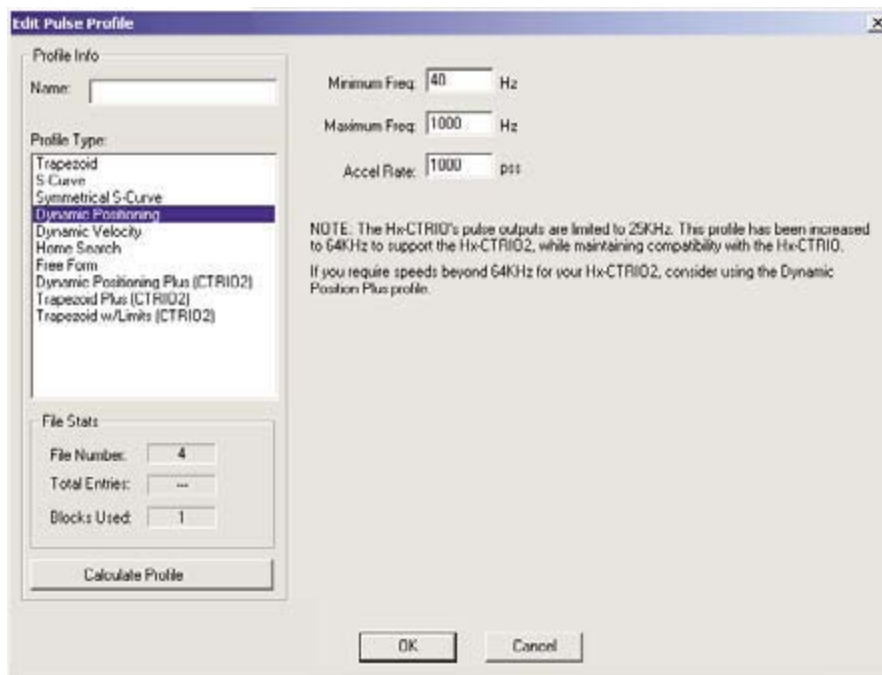 Edit Pulse Profile
Profile Info
Name:
Profile Type:
Trapezoid
S-Curve
Symmetrical S-Curve
Dynamic Positioning
Dynamic Velocity
Home Search
Free Form
Dynamic Positioning Plus (CTRIO2)
Trapezoid Plus (CTRIO2)
Trapezoid w/Limits (CTRIO2)
File Stats
File Number: 4
Total Entries: ---
Blocks Used: 1
Calculate Profile
Minimum Freq: 40 Hz
Maximum Freq: 1000 Hz
Accel Rate: 1000 pss
NOTE: The Hx-CTRIO's pulse outputs are limited to 25KHz. This profile has been increased
to 64KHz to support the Hx-CTRIO2, while maintaining compatibility with the Hx-CTRIO.
If you require speeds beyond 64KHz for your Hx-CTRIO2, consider using the Dynamic
Position Plus profile.
OK
Cancel